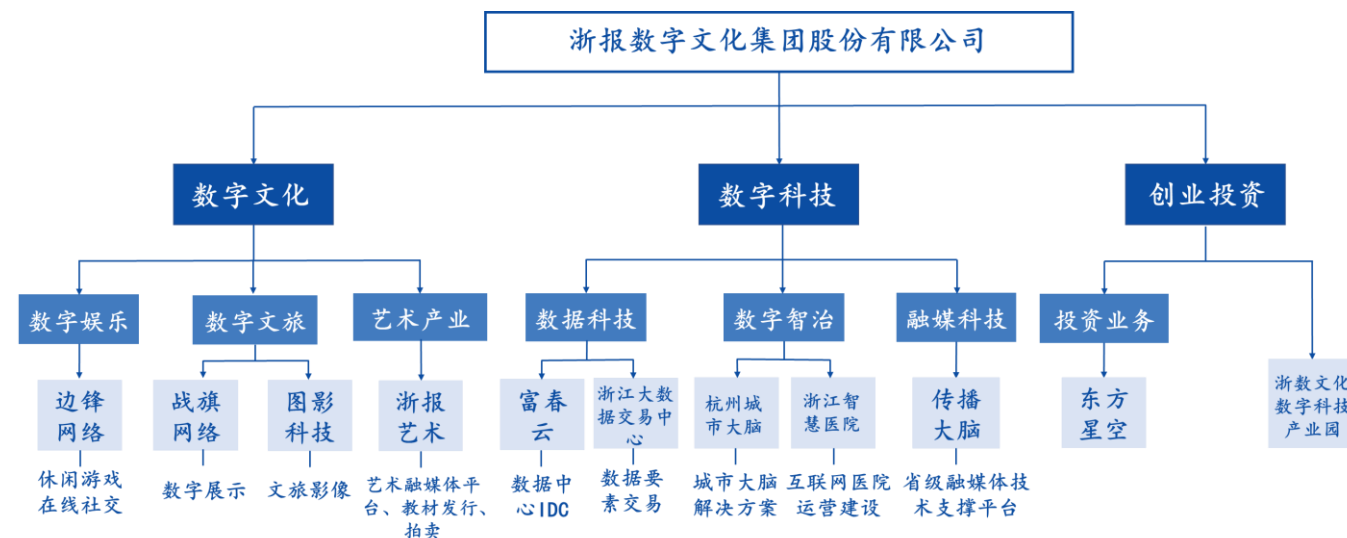 浙报数字文化集团股份有限公司
数字文化
数字科技
创业投资
数字娱乐
数字文旅
艺术产业
数据科技
数字智治
融媒科技
投资业务
边锋
网络
战旗
网络
图影
科技
浙报
艺术
富春
云
浙江大数
据交易中
心
杭州城
市大脑
浙江智
慧医院
传播
大脑
东方
星空
浙数文化
数字科技
产业园
休闲游戏
在线社交
数字展示
文旅影像
艺术融媒体平
台、教材发行、
拍卖
数据中
心IDC
数据要
素交易
城市大脑
解决方案
互联网医院
运营建设
省级融媒体技
术支撑平台